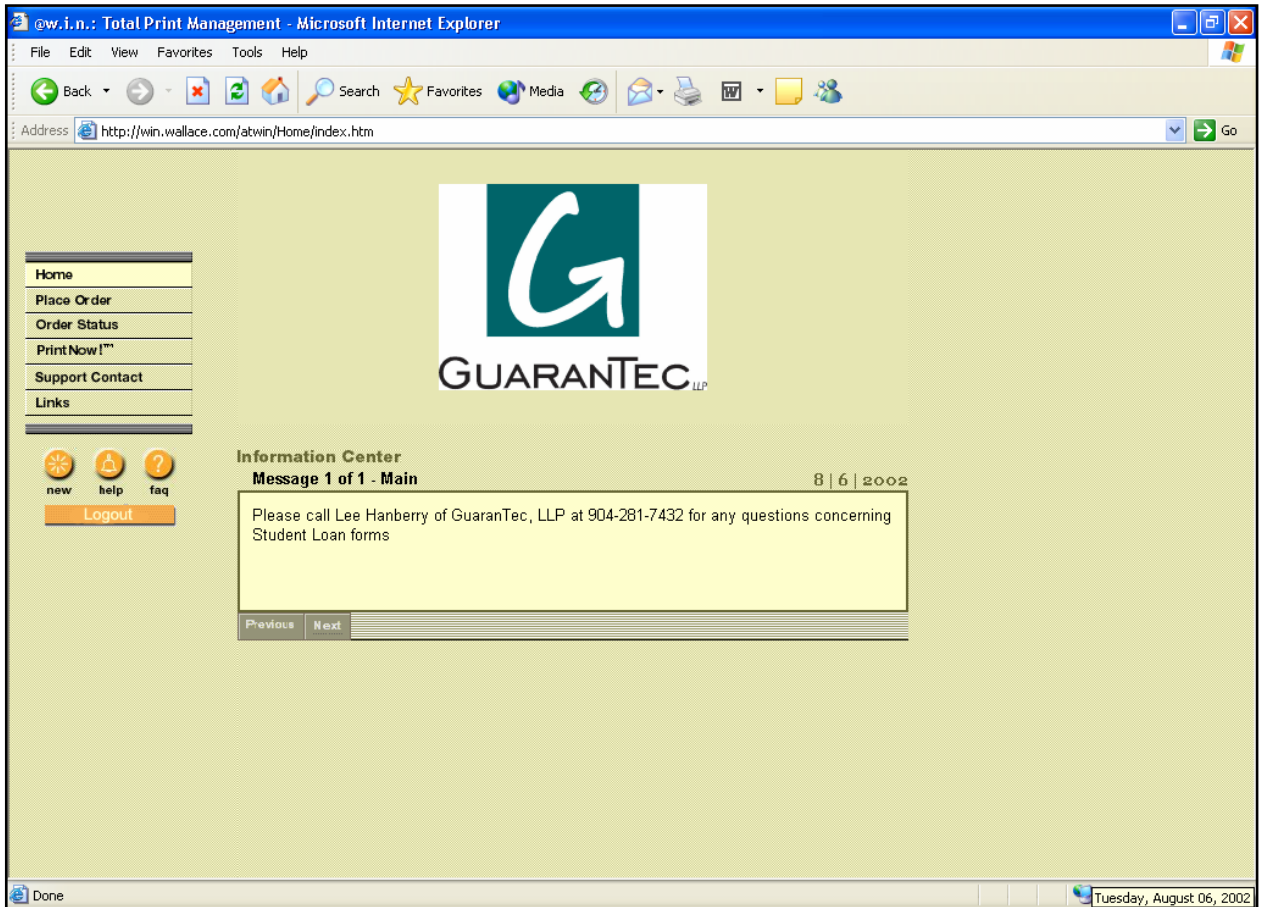 @w.i.n.: Total Print Management - Microsoft Internet Explorer
File Edit View Favorites Tools Help
Back Search Favorites Media
Address http://win.wallace.com/atwin/Home/index.htm Go
G
GUARANTEC LLP
Home
Place Order
Order Status
PrintNow!™
Support Contact
Links
new help faq
Logout
Information Center
Message 1 of 1 - Main 8 | 6 | 2002
Please call Lee Hanberry of GuaranTec, LLP at 904-281-7432 for any questions concerning
Student Loan forms
Previous Next
Done Tuesday, August 06, 2002